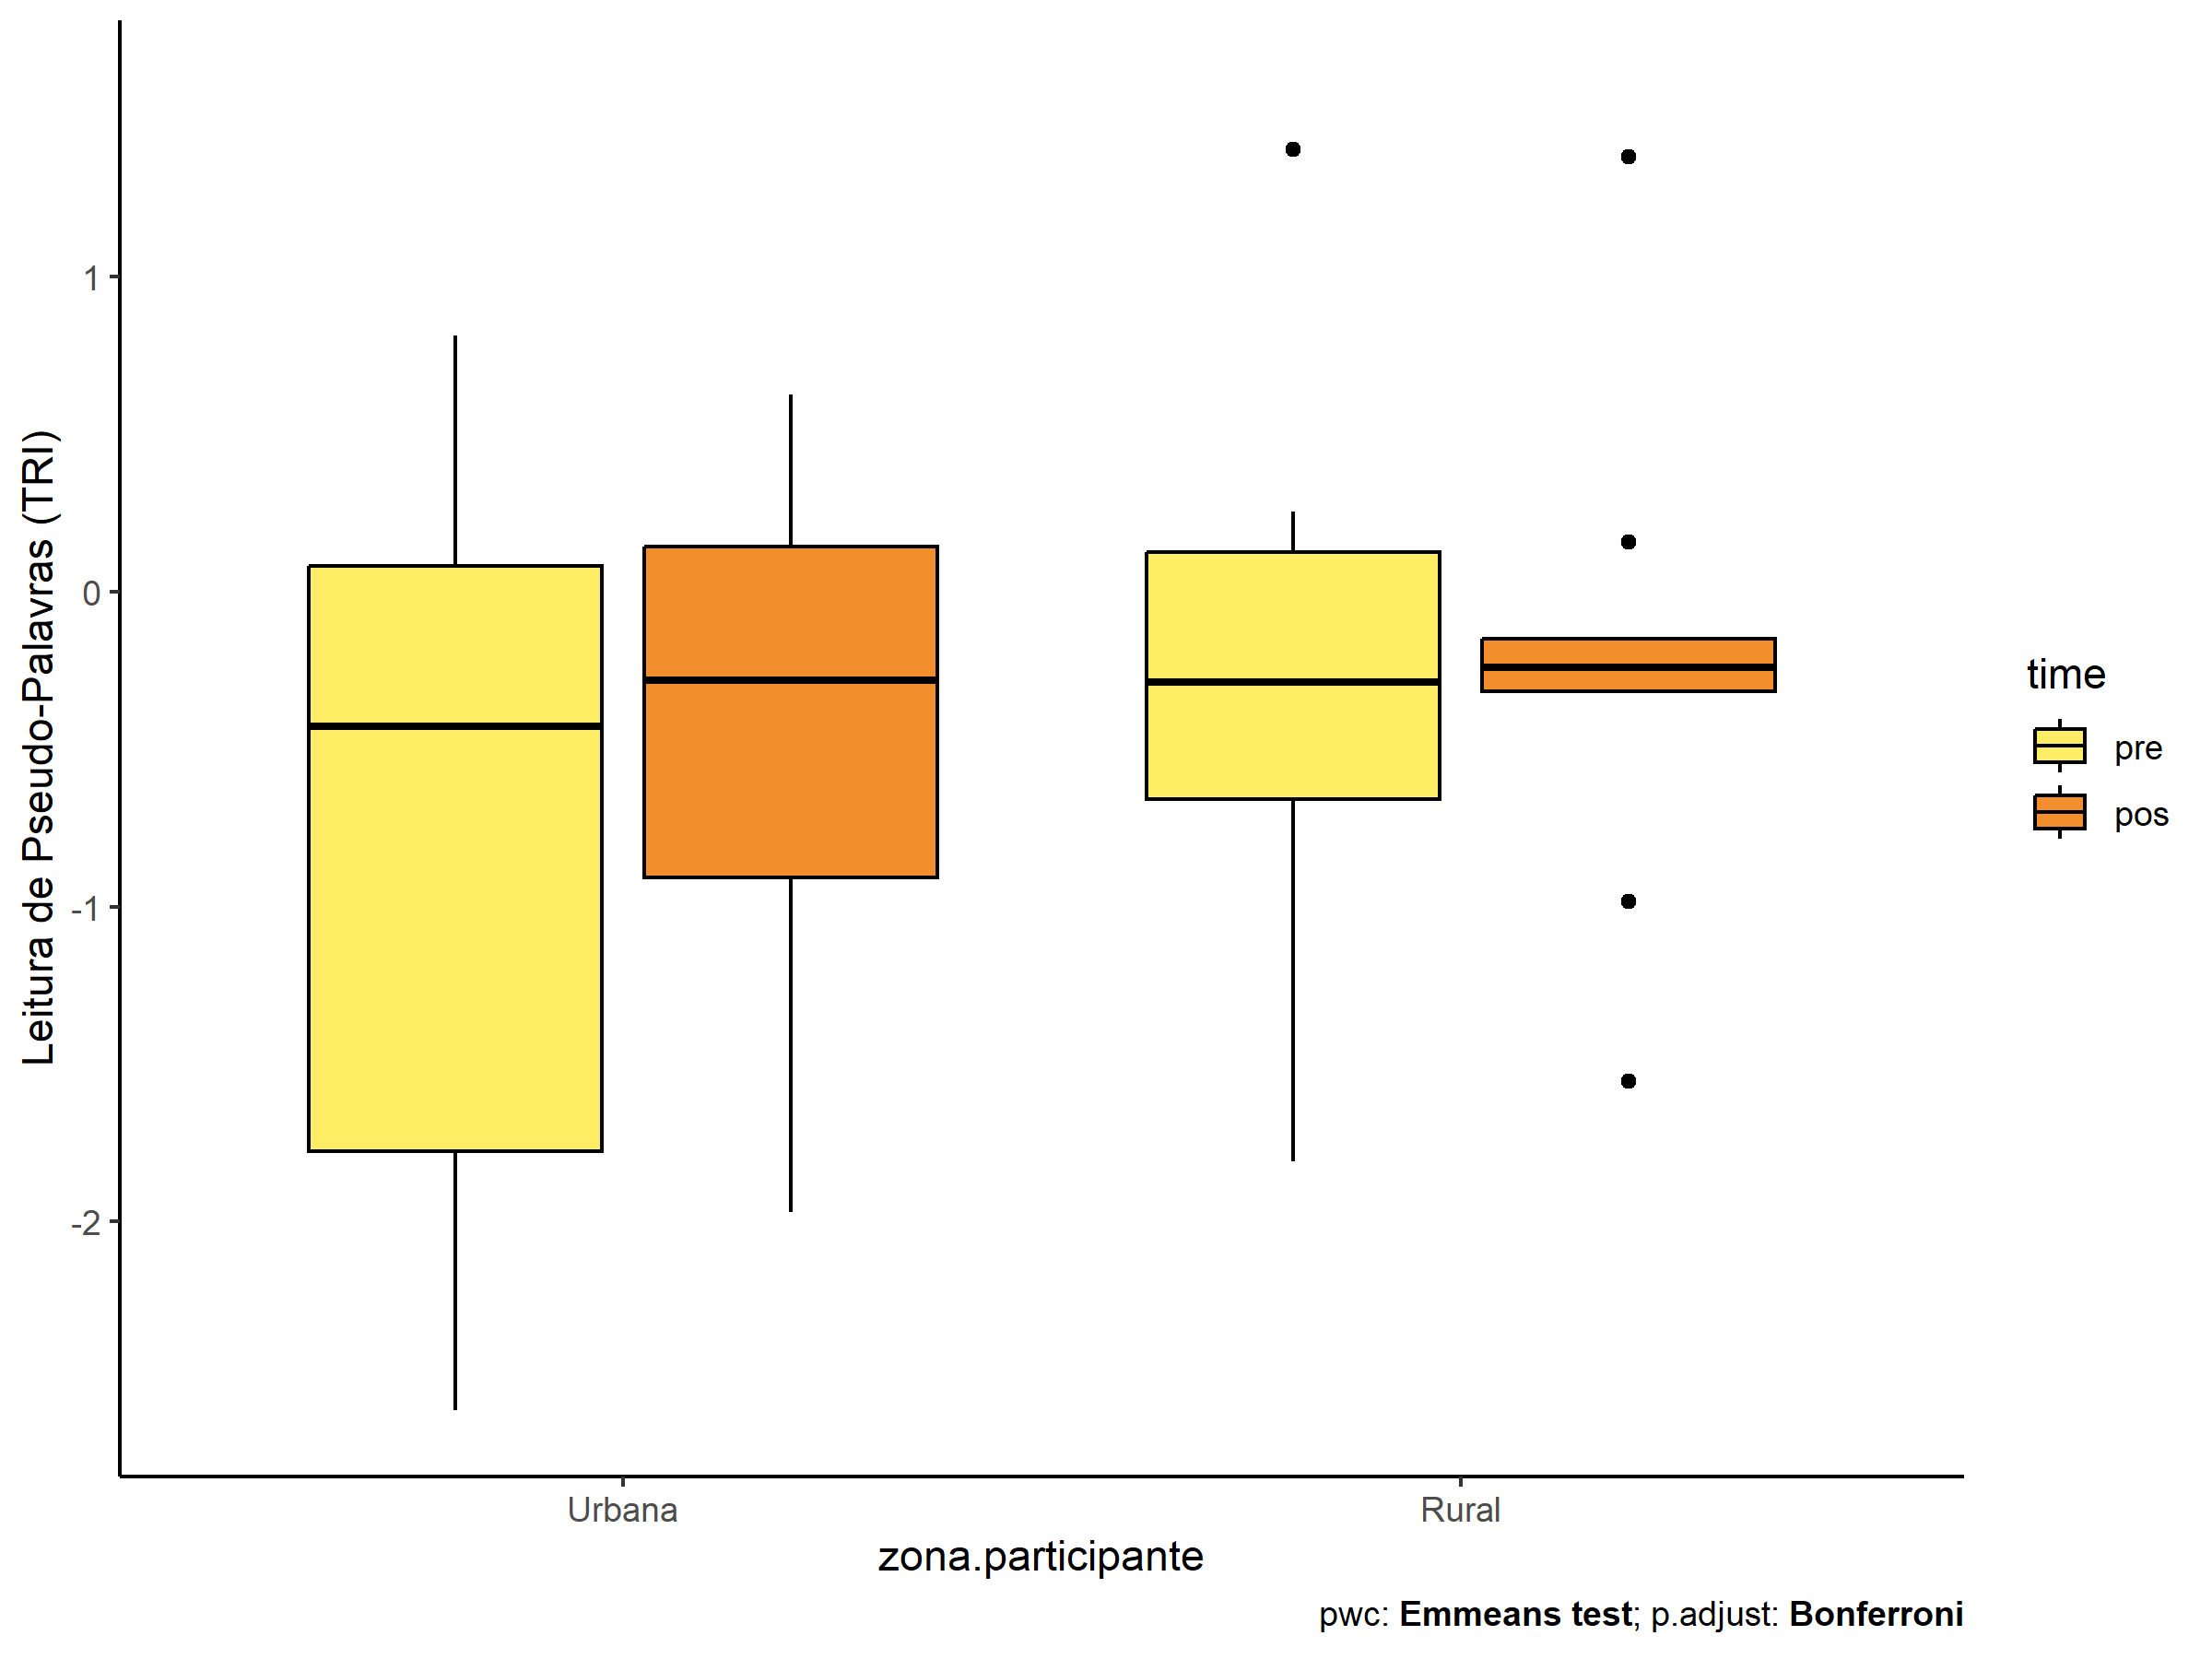 Leitura de Pseudo-Palavras (TRI)
1
0
-1
-2
Urbana
Rural
zona.participante
time
pre
pos
pwc: Emmeans test; p.adjust: Bonferroni